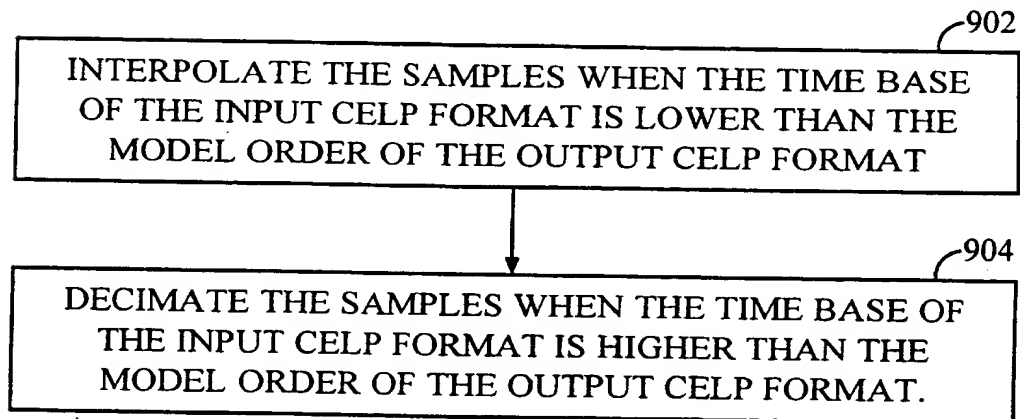 902
INTERPOLATE THE SAMPLES WHEN THE TIME BASE
OF THE INPUT CELP FORMAT IS LOWER THAN THE
MODEL ORDER OF THE OUTPUT CELP FORMAT
904
DECIMATE THE SAMPLES WHEN THE TIME BASE OF
THE INPUT CELP FORMAT IS HIGHER THAN THE
MODEL ORDER OF THE OUTPUT CELP FORMAT.